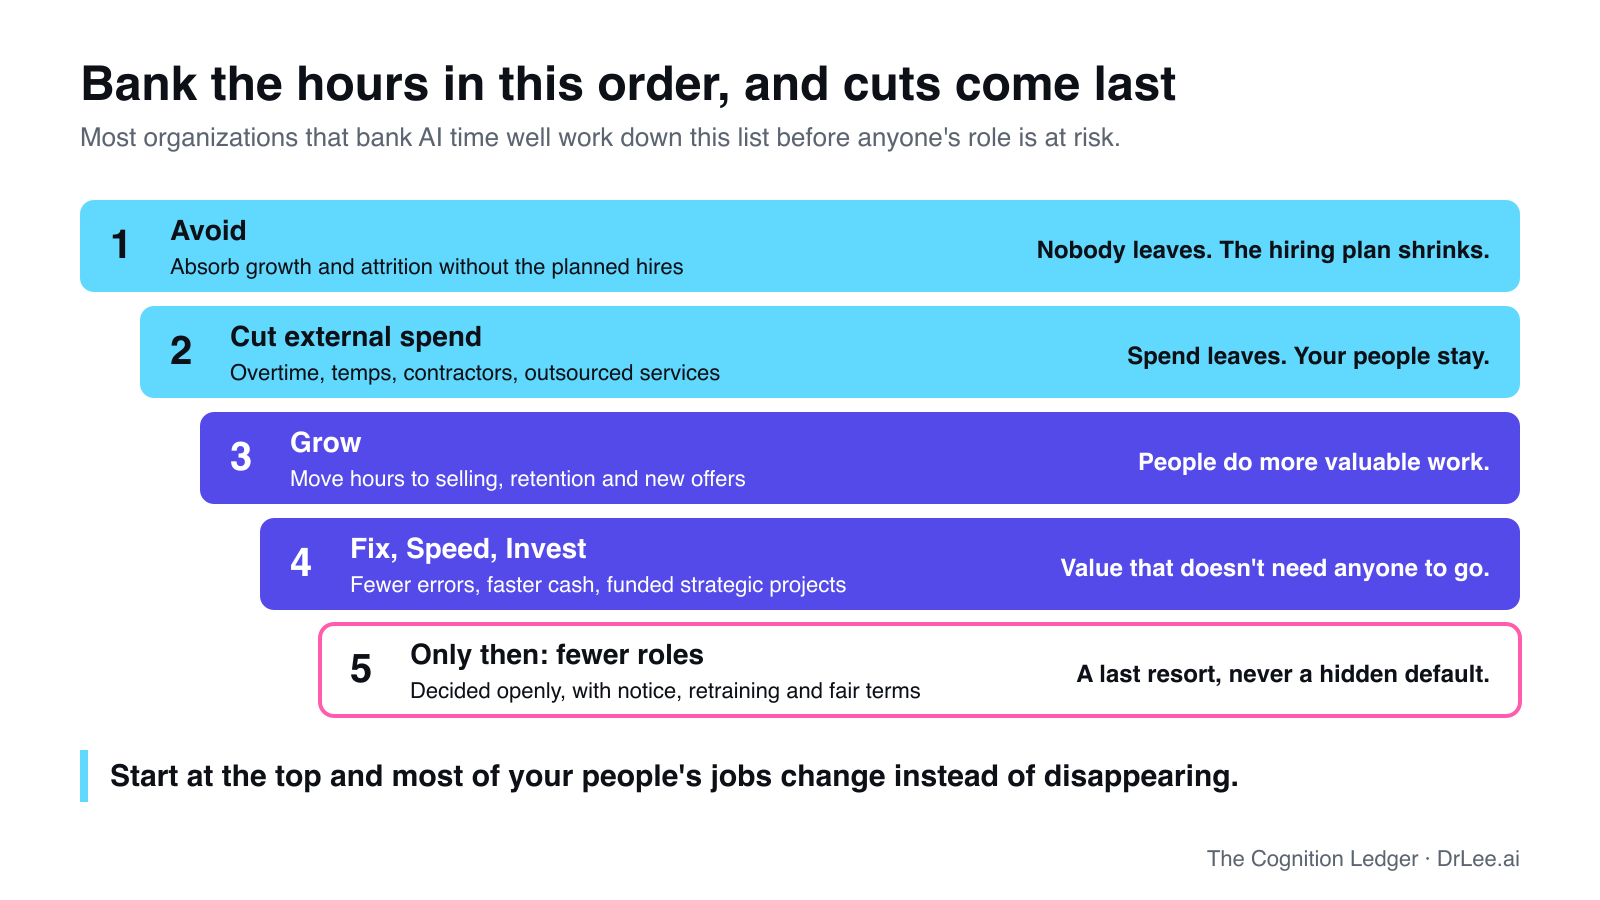 Bank the hours in this order, and cuts come last
Most organizations that bank AI time well work down this list before anyone's role is at risk.
1
Avoid
Absorb growth and attrition without the planned hires
Nobody leaves. The hiring plan shrinks.
2
Cut external spend
Overtime, temps, contractors, outsourced services
Spend leaves. Your people stay.
3
Grow
Move hours to selling, retention and new offers
People do more valuable work.
4
Fix, Speed, Invest
Fewer errors, faster cash, funded strategic projects
Value that doesn't need anyone to go.
5
Only then: fewer roles
Decided openly, with notice, retraining and fair terms
A last resort, never a hidden default.
Start at the top and most of your people's jobs change instead of disappearing.
The Cognition Ledger · DrLee.ai